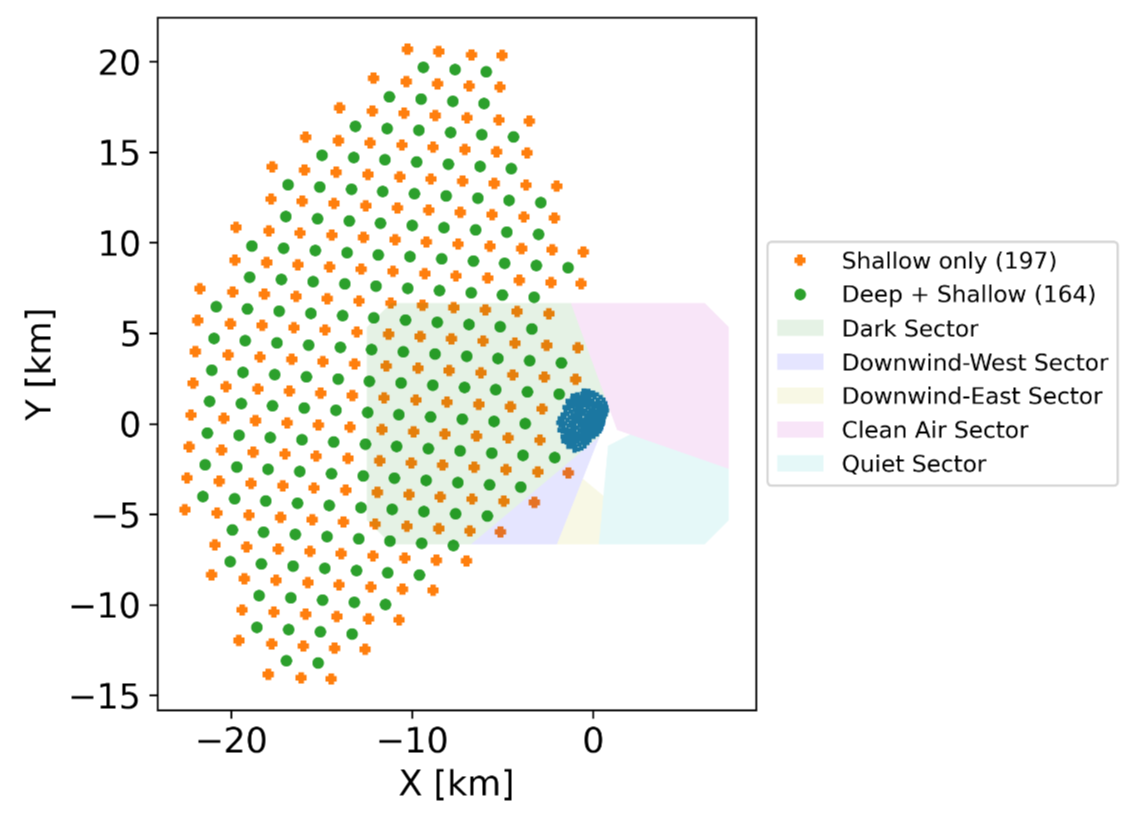 20
15
10
5
0
−5
−10
−15
Y [km]
−20
−10
0
X [km]
Shallow only (197)
Deep + Shallow (164)
Dark Sector
Downwind-West Sector
Downwind-East Sector
Clean Air Sector
Quiet Sector